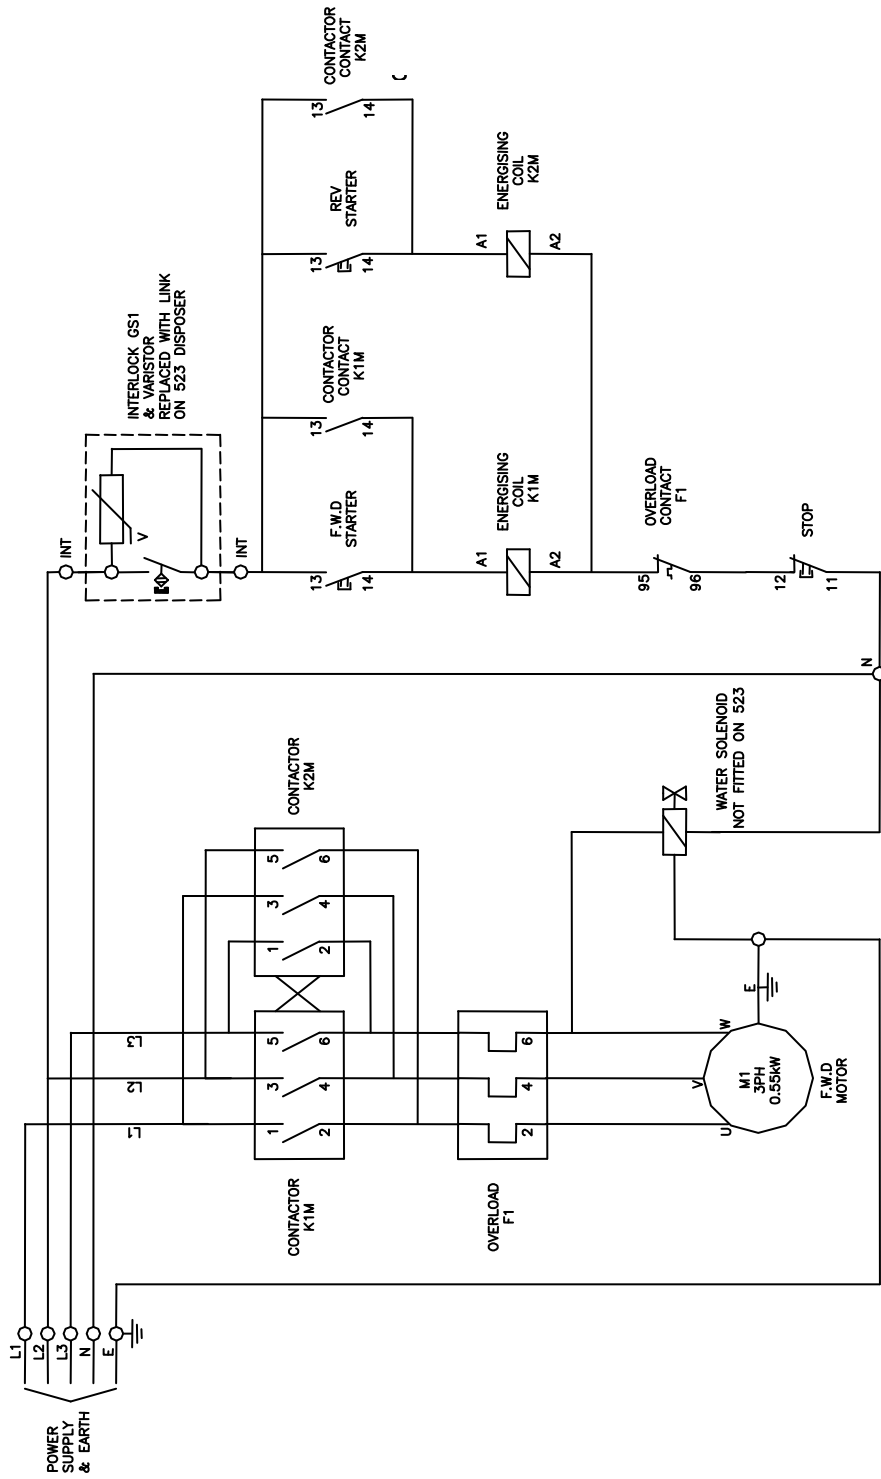 POWER
SUPPLY
& EARTH
L1
L2
L3
N
E
L1
L2
L3
CONTACTOR
K1M
1
3
5
2
4
6
CONTACTOR
K2M
1
3
5
2
4
6
OVERLOAD
F1
2
4
6
U
V
W
M1
3PH
0.55kW
F.W.D
MOTOR
E
WATER SOLENOID
NOT FITTED ON 523
N
INT
V
INT
INTERLOCK GS1
& VARISTOR
REPLACED WITH LINK
ON 523 DISPOSER
13
14
F.W.D
STARTER
13
14
CONTACTOR
CONTACT
K1M
13
14
REV
STARTER
13
14
CONTACTOR
CONTACT
K2M
A1
A2
ENERGISING
COIL
K1M
A1
A2
ENERGISING
COIL
K2M
95
96
OVERLOAD
CONTACT
F1
12
11
STOP